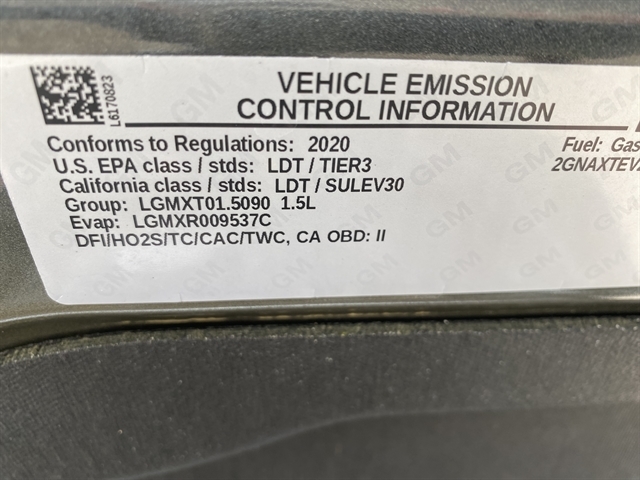 L6170823
VEHICLE EMISSION
CONTROL INFORMATION
Conforms to Regulations: 2020
Fuel: Gas
U.S. EPA class / stds: LDT / TIER3
2GNAXTEV
California class / stds: LDT / SULEV30
Group: LGMXT01.5090 1.5L
Evap: LGMXR009537C
DFI/HO2S/TC/CAC/TWC, CA OBD: II
GM